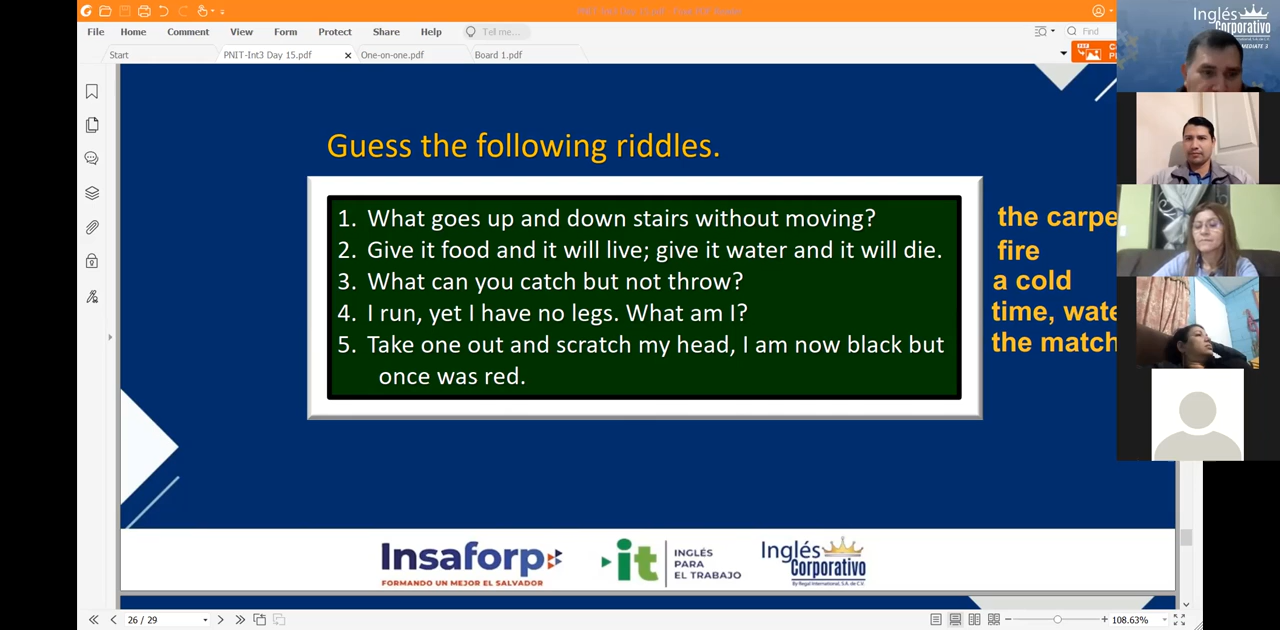 Inglés
Corporativo
File Home Comment View Form Protect Share Help Tell me... Find
Start PNIT-Int3 Day 15.pdf One-on-one.pdf Board 1.pdf
Guess the following riddles.
1. What goes up and down stairs without moving?
the carpe
2. Give it food and it will live; give it water and it will die.
fire
3. What can you catch but not throw?
a cold
4. I run, yet I have no legs. What am I?
time, wate
5. Take one out and scratch my head, I am now black but
once was red.
the match
Insaforp
FORMANDO UN MEJOR EL SALVADOR
it
INGLÉS
PARA
EL TRABAJO
Inglés
Corporativo
By Regal International, S.A. de C.V.
26 / 29
108.63%